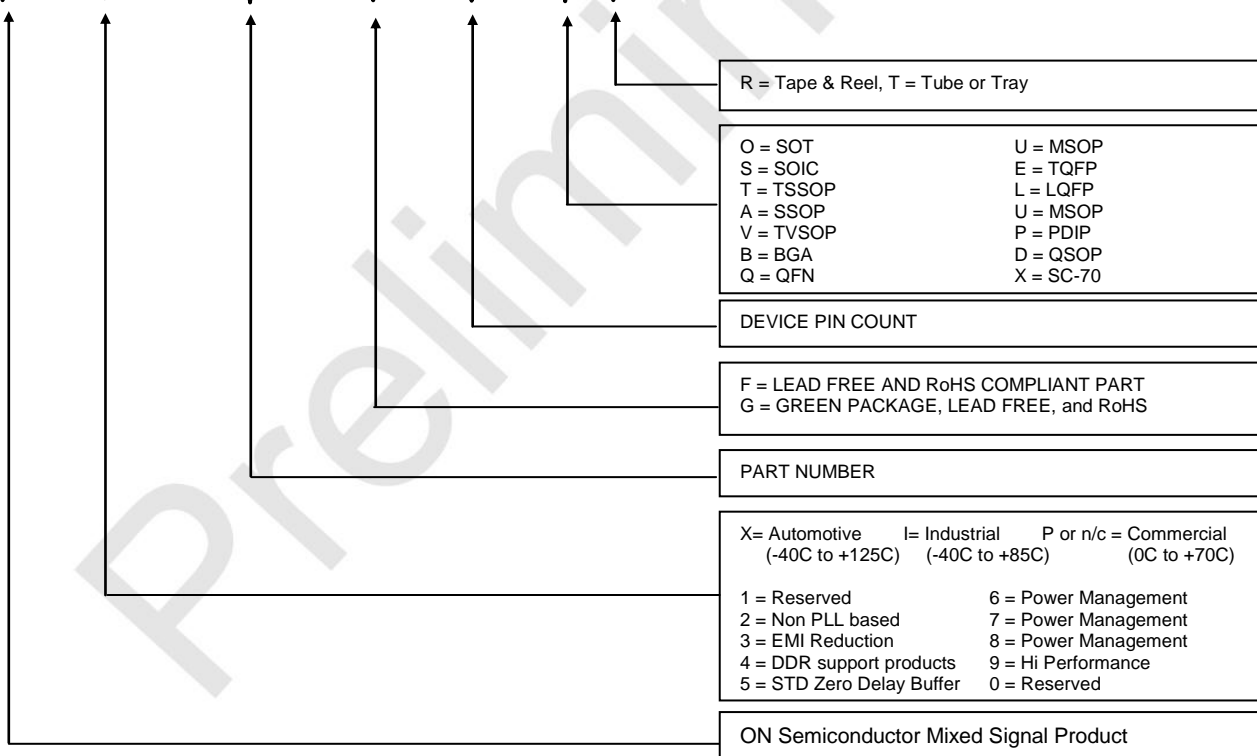 R = Tape & Reel, T = Tube or Tray
O = SOT U = MSOP
S = SOIC E = TQFP
T = TSSOP L = LQFP
A = SSOP U = MSOP
V = TVSOP P = PDIP
B = BGA D = QSOP
Q = QFN X = SC-70
DEVICE PIN COUNT
F = LEAD FREE AND RoHS COMPLIANT PART
G = GREEN PACKAGE, LEAD FREE, and RoHS
PART NUMBER
X= Automotive I= Industrial P or n/c = Commercial
(-40C to +125C) (-40C to +85C) (0C to +70C)
1 = Reserved 6 = Power Management
2 = Non PLL based 7 = Power Management
3 = EMI Reduction 8 = Power Management
4 = DDR support products 9 = Hi Performance
5 = STD Zero Delay Buffer 0 = Reserved
ON Semiconductor Mixed Signal Product
Prelimin